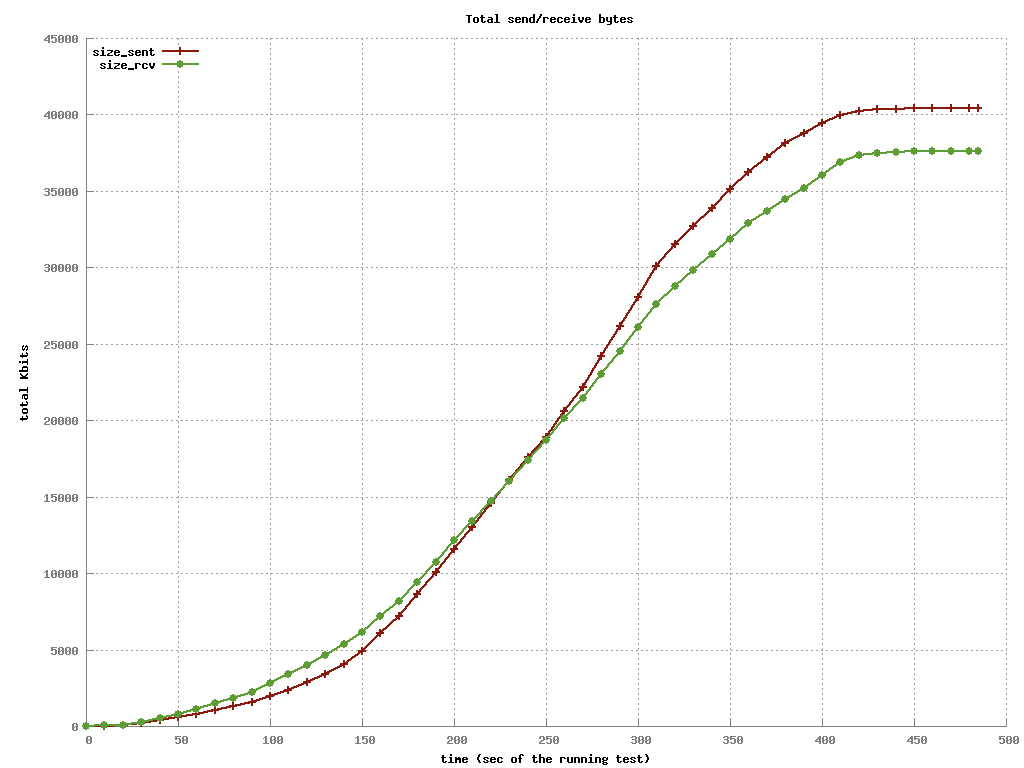 Total send/receive bytes
45000
size_sent
size_rcv
40000
35000
30000
25000
total Kbits
20000
15000
10000
5000
0
0 50 100 150 200 250 300 350 400 450 500
time (sec of the running test)